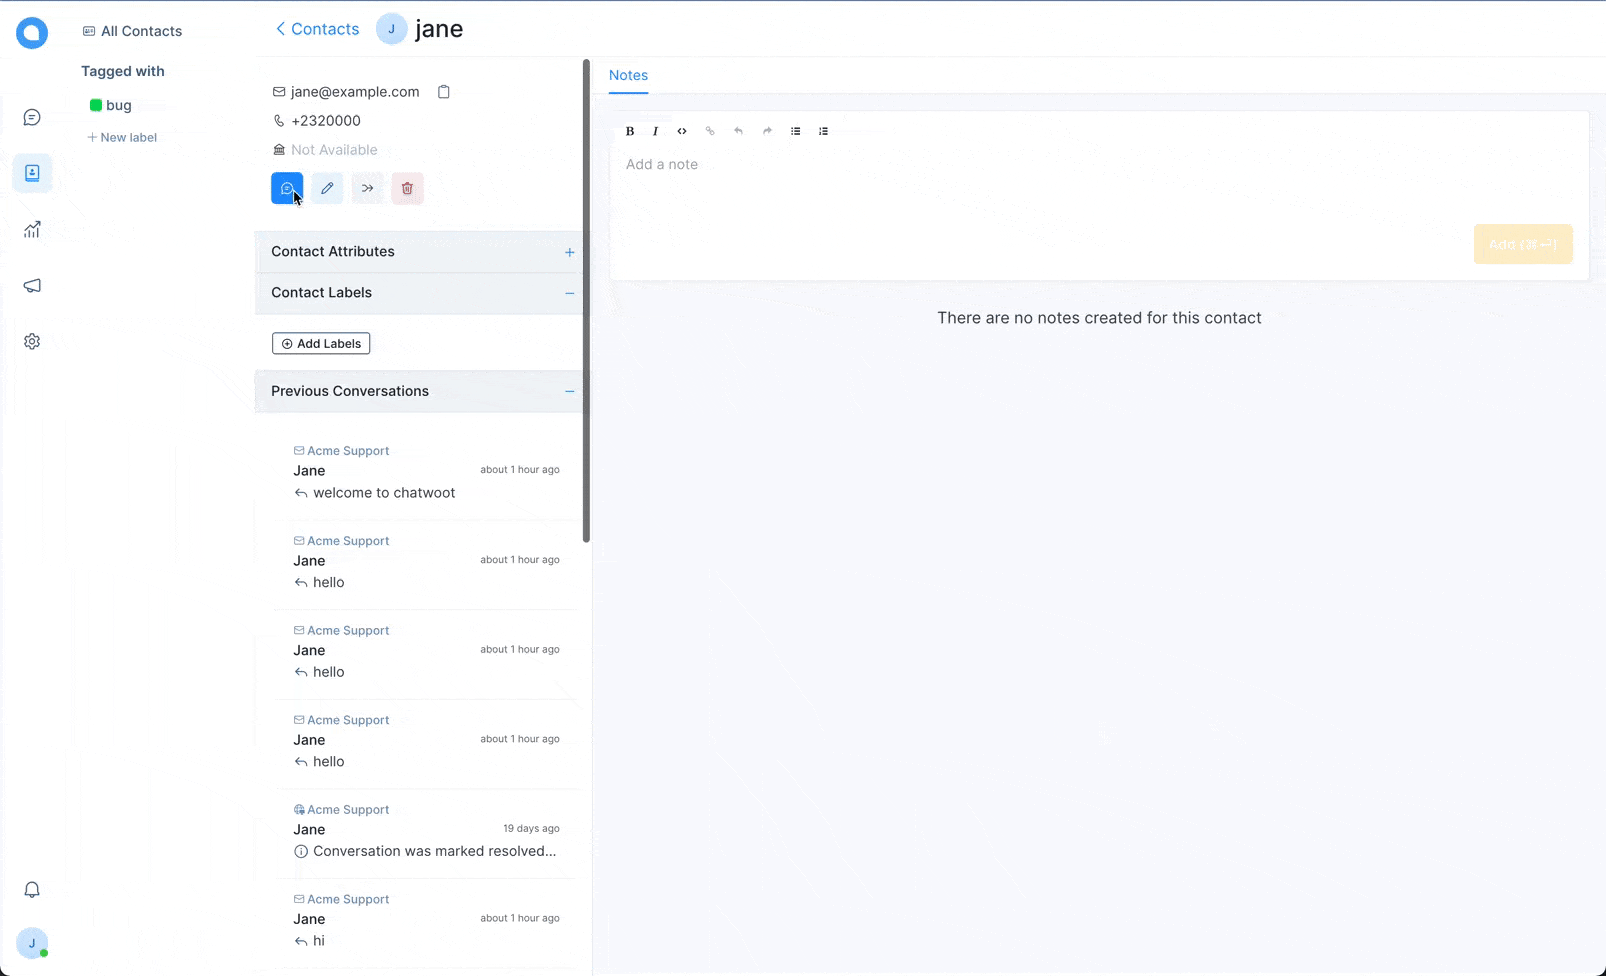 All Contacts
Tagged with
bug
New label
Contacts
J
jane
jane@example.com
+2320000
Not Available
Contact Attributes
Contact Labels
Add Labels
Previous Conversations
Acme Support
Jane
about 1 hour ago
welcome to chatwoot
Acme Support
Jane
about 1 hour ago
hello
Acme Support
Jane
about 1 hour ago
hello
Acme Support
Jane
about 1 hour ago
hello
Acme Support
Jane
19 days ago
Conversation was marked resolved...
Acme Support
Jane
about 1 hour ago
hi
Notes
B I
Add a note
Add (⌘⏎)
There are no notes created for this contact
J